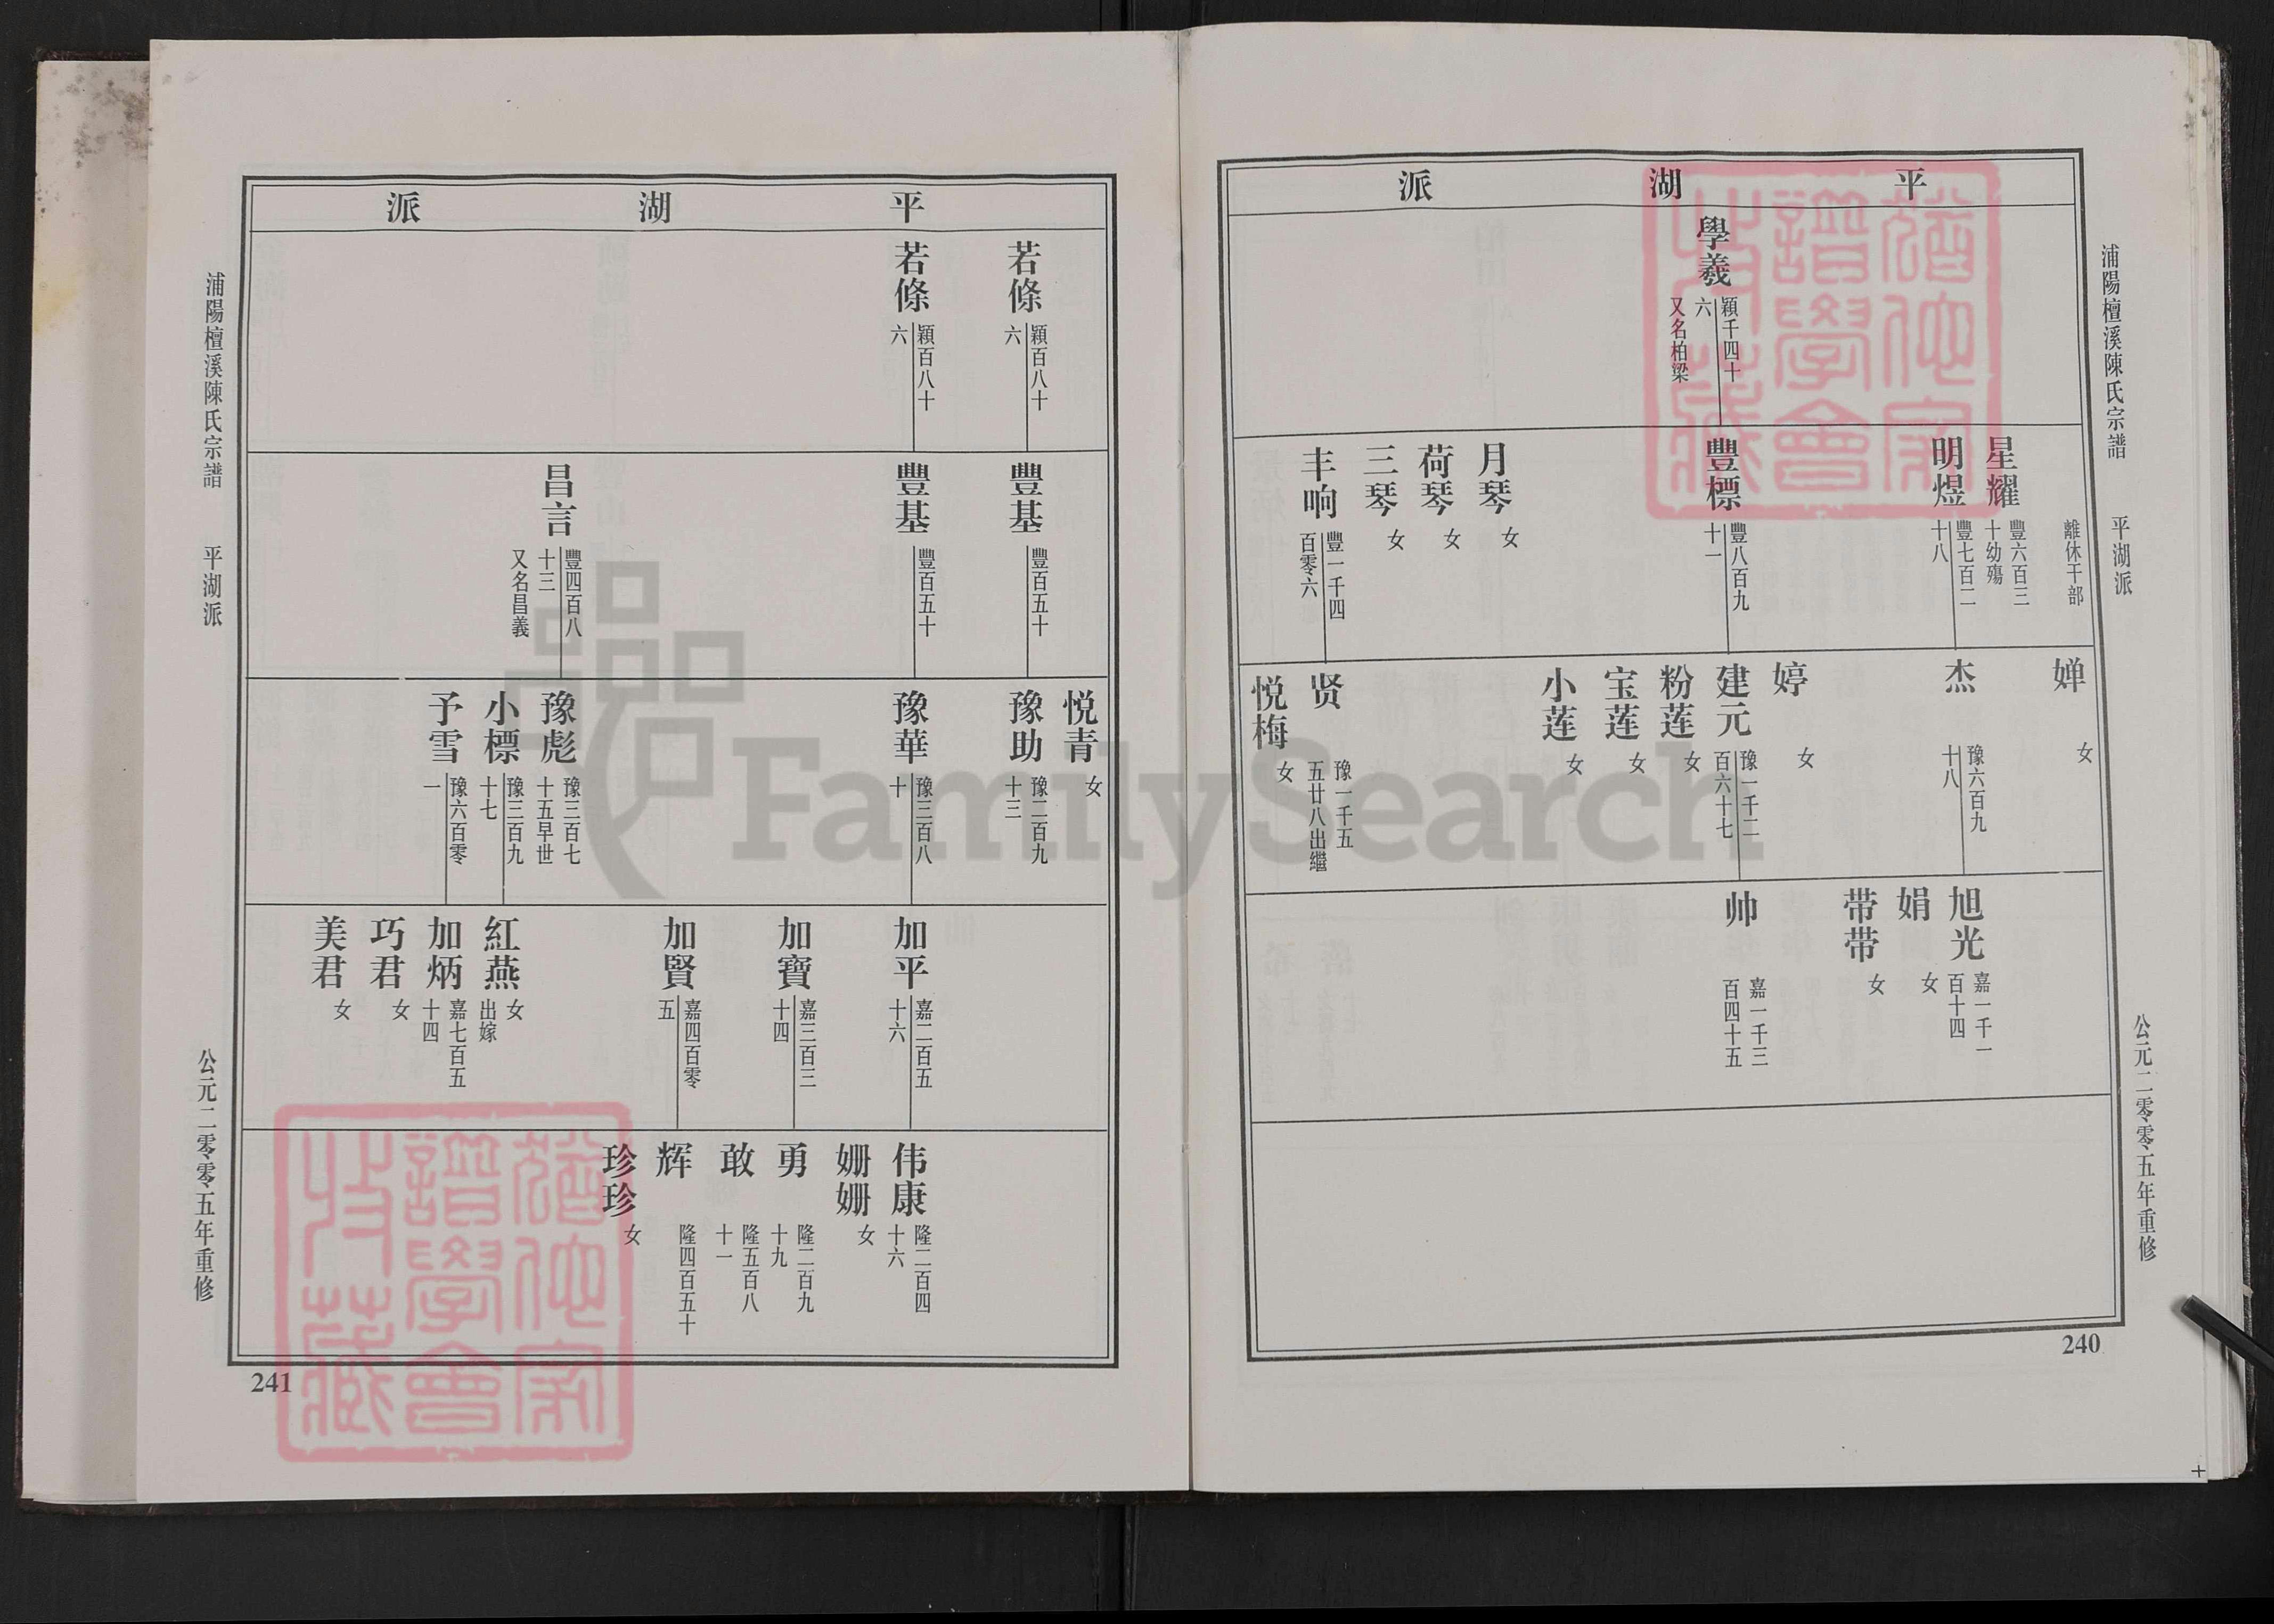 浦陽檀溪陳氏宗譜
平湖派
公元二零零五年重修
平湖派
學義
穎千四十
六
又名柏梁
離休干部
星耀
豐六百三
十幼殤
明煜
豐七百二
十八
豐標
豐八百九
十一
月琴
女
荷琴
女
三琴
女
丰响
豐一千四
百零六
婵
女
杰
豫六百九
十八
婷
女
建元
豫一千二
百六十七
粉莲
女
宝莲
女
小莲
女
贤
豫一千五
五廿八出繼
悦梅
女
旭光
嘉一千一
百十四
娟
女
带带
女
帅
嘉一千三
百四十五
240
平湖派
若條
穎百八十
六
若條
穎百八十
六
豐基
豐百五十
豐基
豐百五十
昌言
豐四百八
十三
又名昌義
悦青
女
豫助
豫二百九
十三
豫華
豫三百八
十
豫彪
豫三百七
十五早世
小標
豫三百九
十七
予雪
豫六百零
一
加平
嘉二百五
十六
加寶
嘉三百三
十四
加賢
嘉四百零
五
紅燕
女
出嫁
加炳
嘉七百五
十四
巧君
女
美君
女
伟康
隆二百四
十六
姗姗
女
勇
隆二百九
十九
敢
隆五百八
十一
辉
隆四百五十
珍珍
女
浦陽檀溪陳氏宗譜
平湖派
公元二零零五年重修
241
FamilySearch